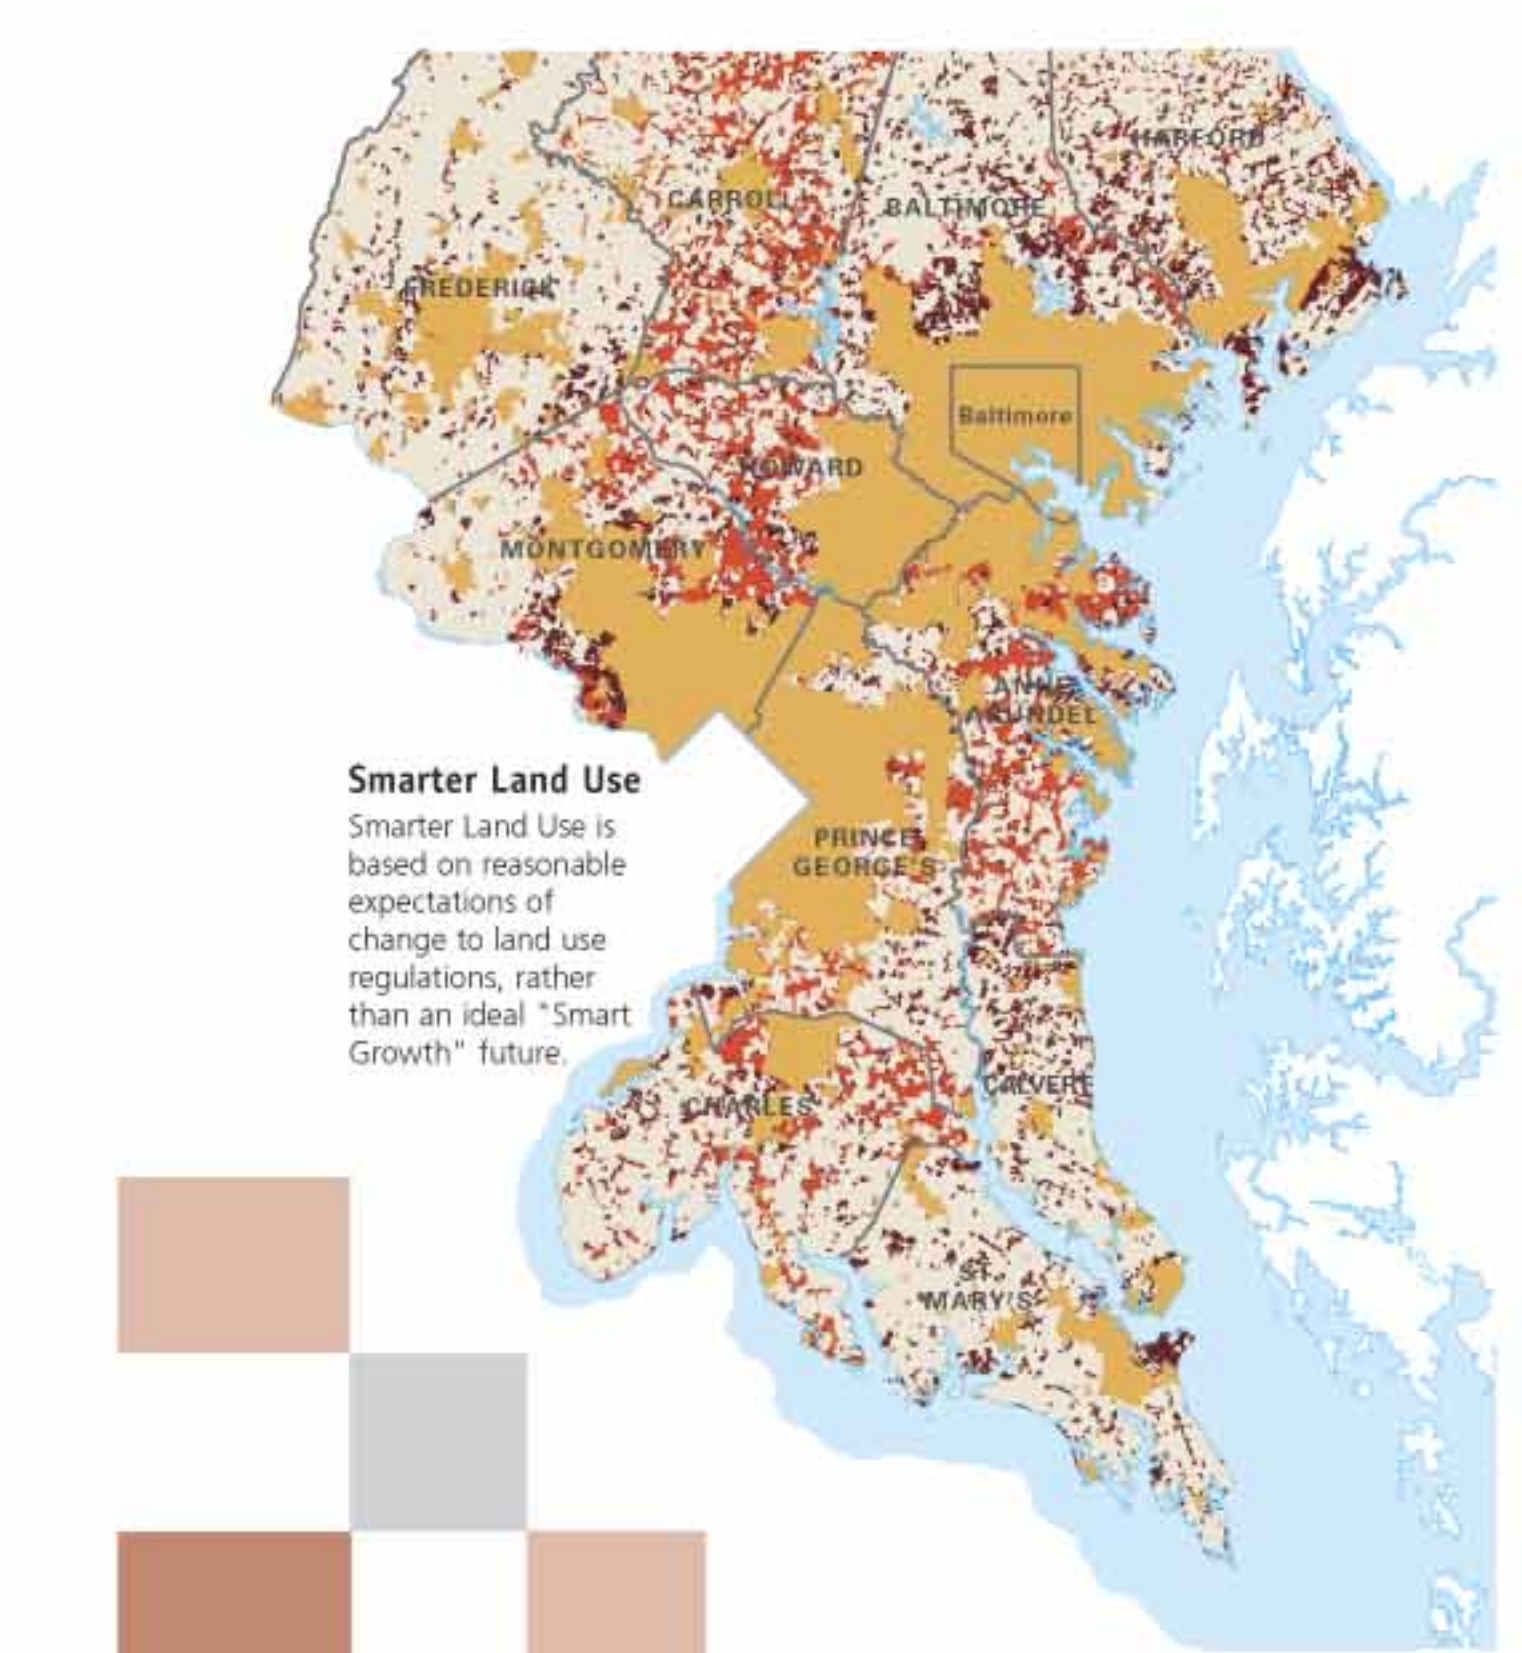 HARFORD
CARROLL
BALTIMORE
FREDERICK
Baltimore
HOWARD
MONTGOMERY
ANNE
ARUNDEL
Smarter Land Use
Smarter Land Use is
based on reasonable
expectations of
change to land use
regulations, rather
than an ideal "Smart
Growth" future.
PRINCE
GEORGE'S
CALVERT
CHARLES
ST.
MARY'S